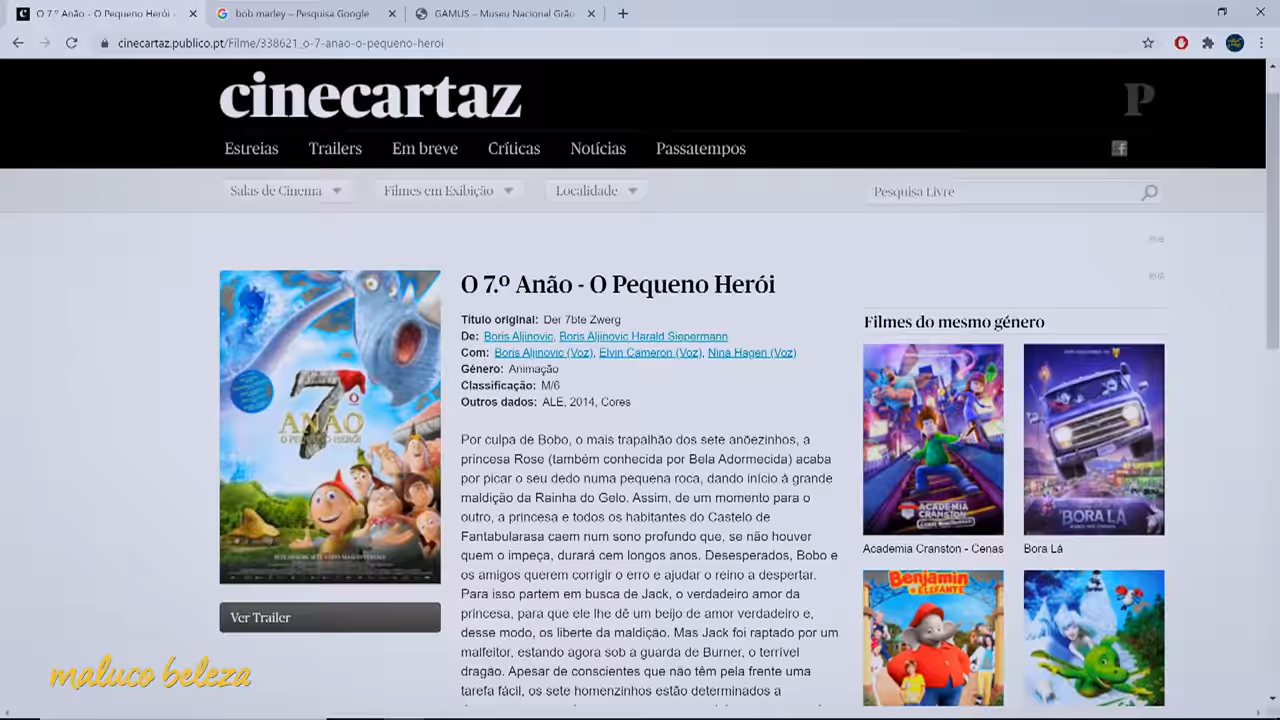 O 7.º Anão - O Pequeno Herói -
bob marley – Pesquisa Google
GAMUS – Museu Nacional Grão
cinecartaz.publico.pt/Filme/338621_o-7-anao-o-pequeno-heroi
cinecartaz
P
Estreias Trailers Em breve Críticas Notícias Passatempos
Salas de Cinema Filmes em Exibição Localidade Pesquisa Livre
PUB
PUB
O 7.º Anão - O Pequeno Herói
Título original: Der 7bte Zwerg
De: Boris Aljinovic, Boris Aljinovic Harald Siepermann
Com: Boris Aljinovic (Voz), Elvin Cameron (Voz), Nina Hagen (Voz)
Género: Animação
Classificação: M/6
Outros dados: ALE, 2014, Cores
Por culpa de Bobo, o mais trapalhão dos sete anõezinhos, a
princesa Rose (também conhecida por Bela Adormecida) acaba
por picar o seu dedo numa pequena roca, dando início à grande
maldição da Rainha do Gelo. Assim, de um momento para o
outro, a princesa e todos os habitantes do Castelo de
Fantabularasa caem num sono profundo que, se não houver
quem o impeça, durará cem longos anos. Desesperados, Bobo e
os amigos querem corrigir o erro e ajudar o reino a despertar.
Para isso partem em busca de Jack, o verdadeiro amor da
princesa, para que ele lhe dê um beijo de amor verdadeiro e,
desse modo, os liberte da maldição. Mas Jack foi raptado por um
malfeitor, estando agora sob a guarda de Burner, o terrível
dragão. Apesar de conscientes que não têm pela frente uma
tarefa fácil, os sete homenzinhos estão determinados a
7º
ANÃO
O PEQUENO HERÓI
Ver Trailer
Filmes do mesmo género
ACADEMIA
CRANSTON
BORA LÁ
Academia Cranston - Cenas
Bora Lá
Benjamin
O ELEFANTE
maluco beleza